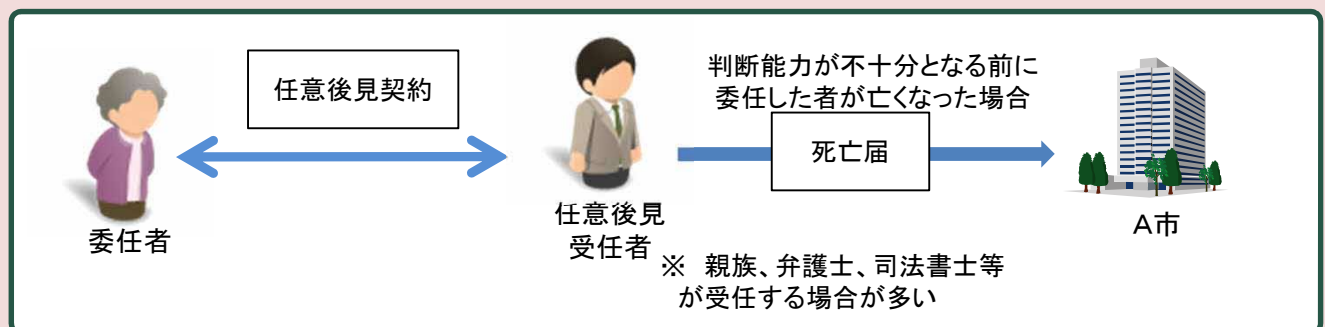 任意後見契約
判断能力が不十分となる前に
委任した者が亡くなった場合
死亡届
委任者
任意後見
受任者
A市
※ 親族、弁護士、司法書士等
が受任する場合が多い